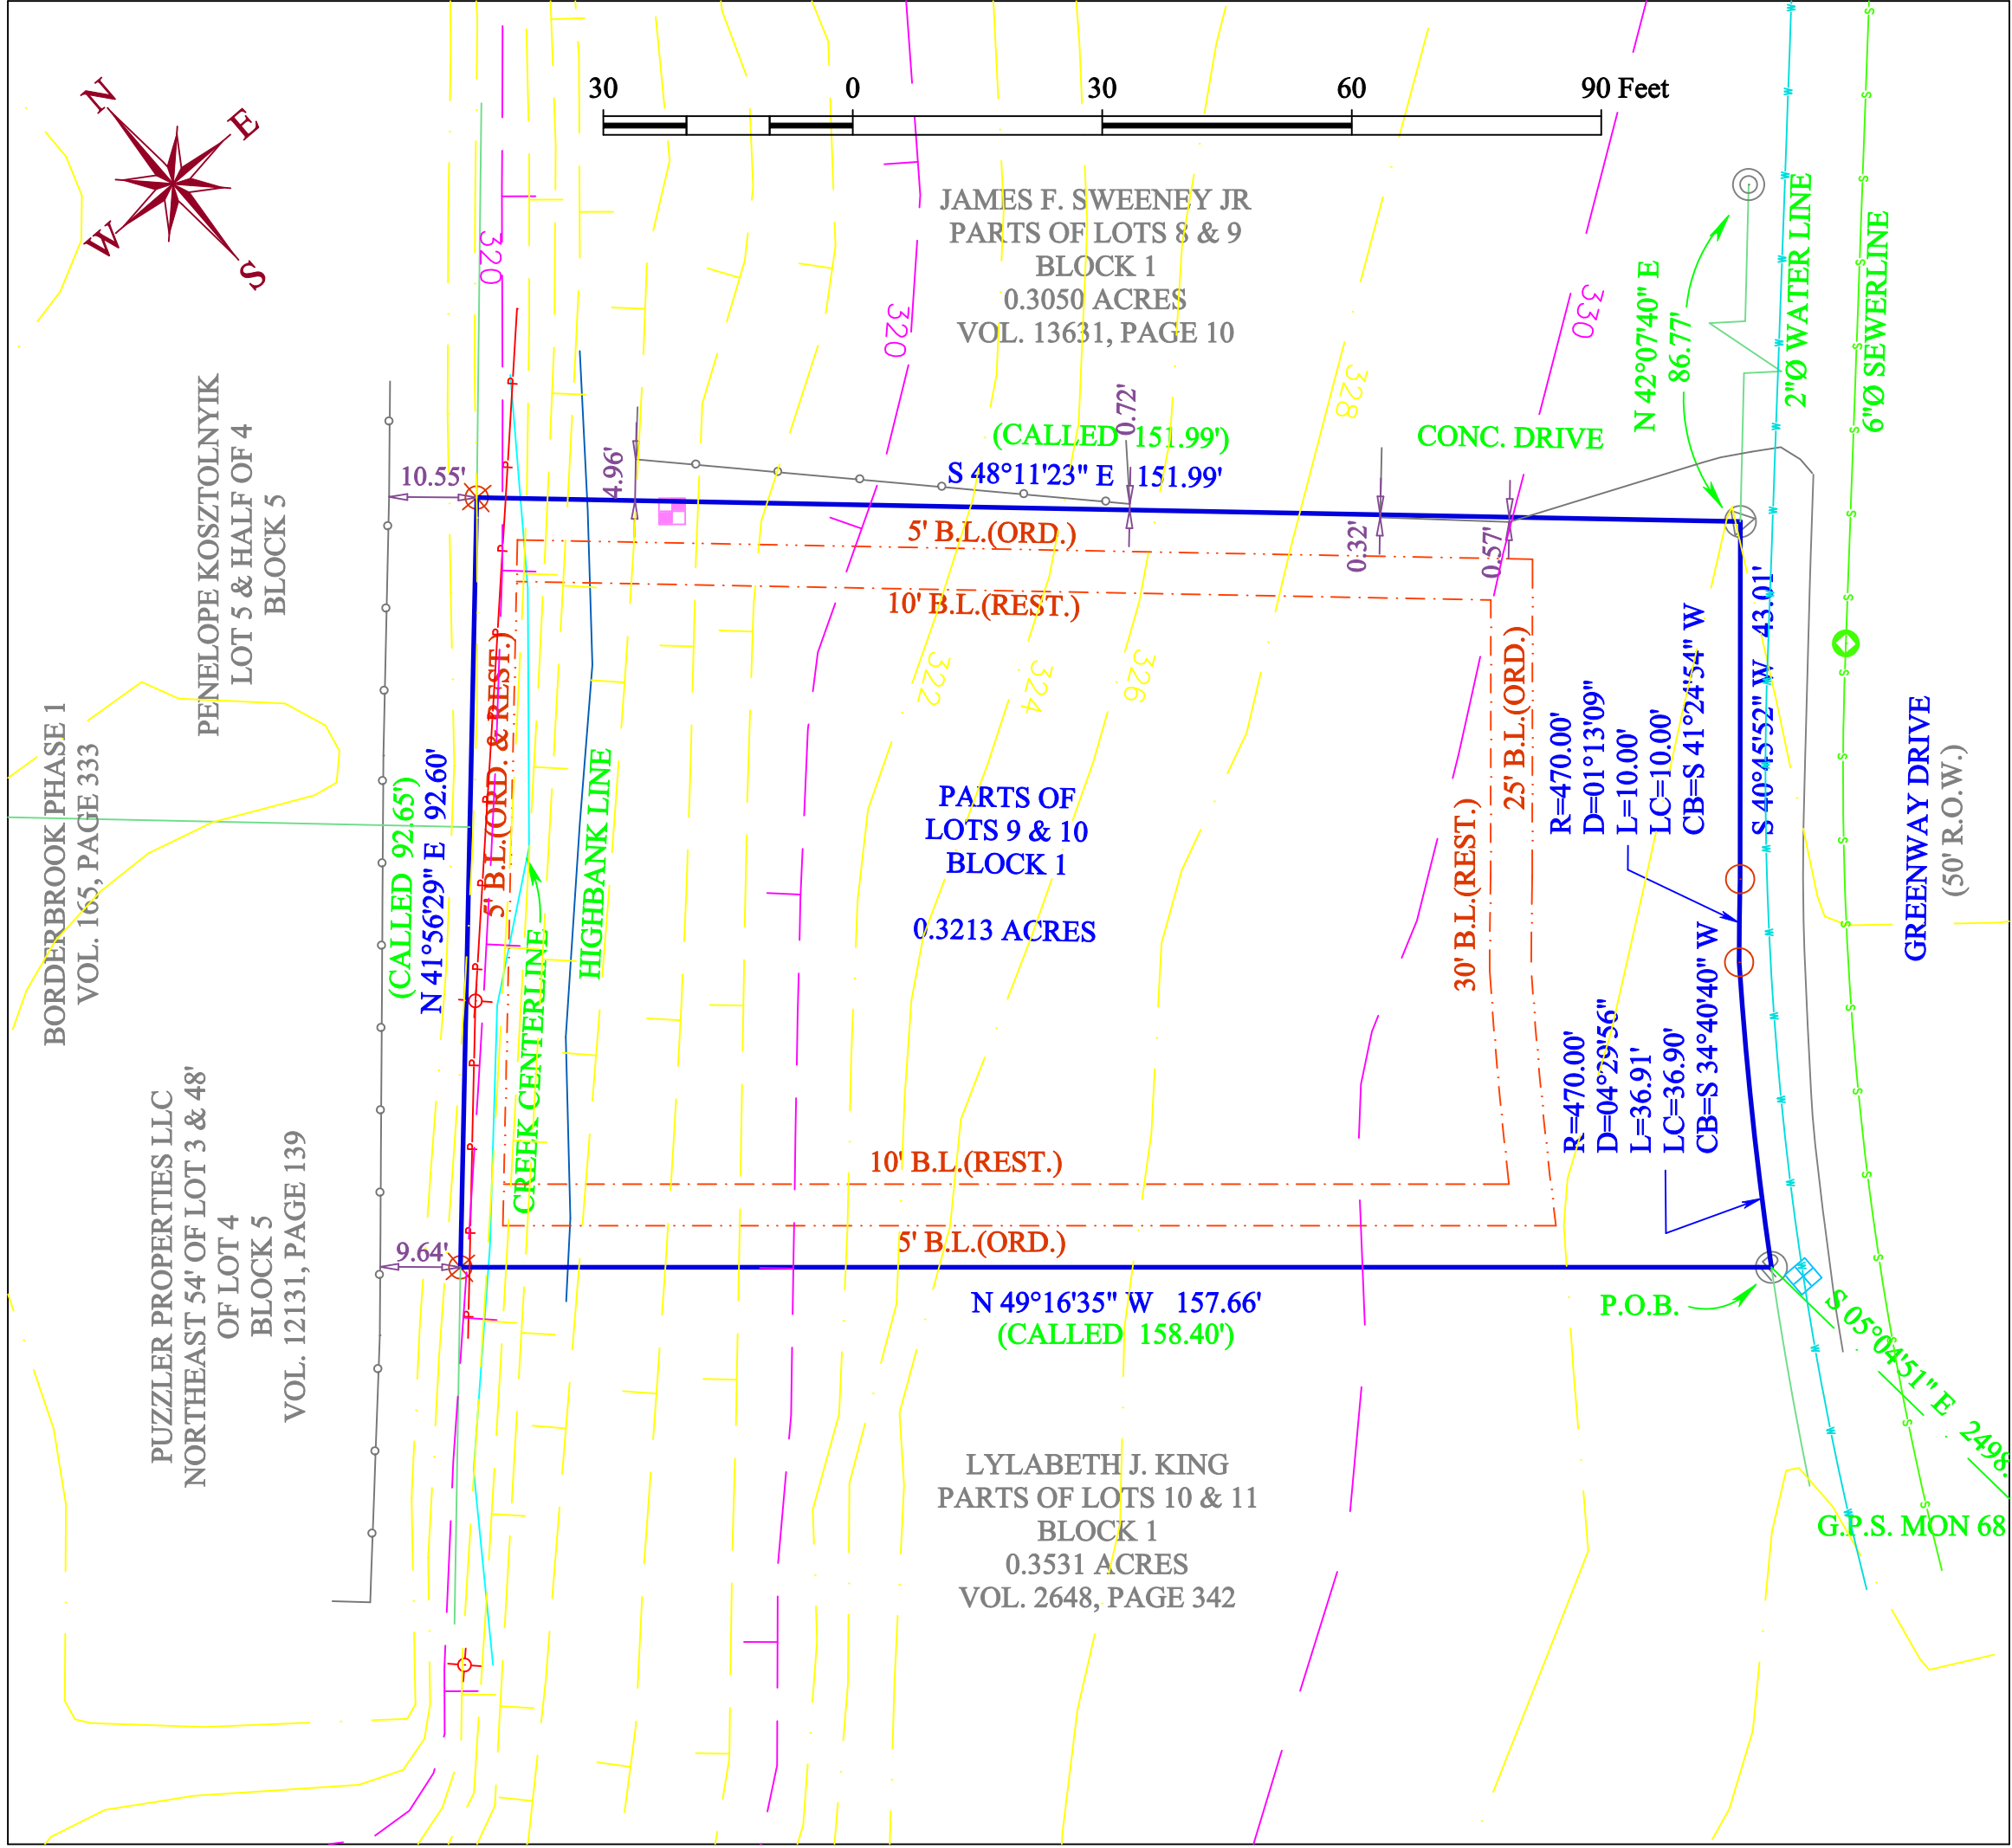 30 0 30 60 90 Feet
N
E
W
S
320
JAMES F. SWEENEY JR
PARTS OF LOTS 8 & 9
BLOCK 1
0.3050 ACRES
VOL. 13631, PAGE 10
320
330
328
N 42°07'40" E
86.77'
2"Ø WATER LINE
6"Ø SEWERLINE
PENELOPE KOSZTOLNYIK
LOT 5 & HALF OF 4
BLOCK 5
10.55'
4.96'
0.72'
(CALLED 151.99')
S 48°11'23" E 151.99'
CONC. DRIVE
0.32'
0.57'
5' B.L.(ORD.)
10' B.L.(REST.)
5' B.L.(ORD. & REST.)
322
324
326
25' B.L.(ORD.)
30' B.L.(REST.)
R=470.00'
D=01°13'09"
L=10.00'
LC=10.00'
CB=S 41°24'54" W
S 40°45'52" W 43.01'
GREENWAY DRIVE
(50' R.O.W.)
BORDERBROOK PHASE 1
VOL. 165, PAGE 333
(CALLED 92.65')
N 41°56'29" E 92.60'
HIGHBANK LINE
CREEK CENTERLINE
PARTS OF
LOTS 9 & 10
BLOCK 1
0.3213 ACRES
R=470.00'
D=04°29'56"
L=36.91'
LC=36.90'
CB=S 34°40'40" W
PUZZLER PROPERTIES LLC
NORTHEAST 54' OF LOT 3 & 48'
OF LOT 4
BLOCK 5
VOL. 12131, PAGE 139
10' B.L.(REST.)
5' B.L.(ORD.)
9.64'
N 49°16'35" W 157.66'
(CALLED 158.40')
P.O.B.
S 05°04'51" E 2498.
G.P.S. MON 68
LYLABETH J. KING
PARTS OF LOTS 10 & 11
BLOCK 1
0.3531 ACRES
VOL. 2648, PAGE 342